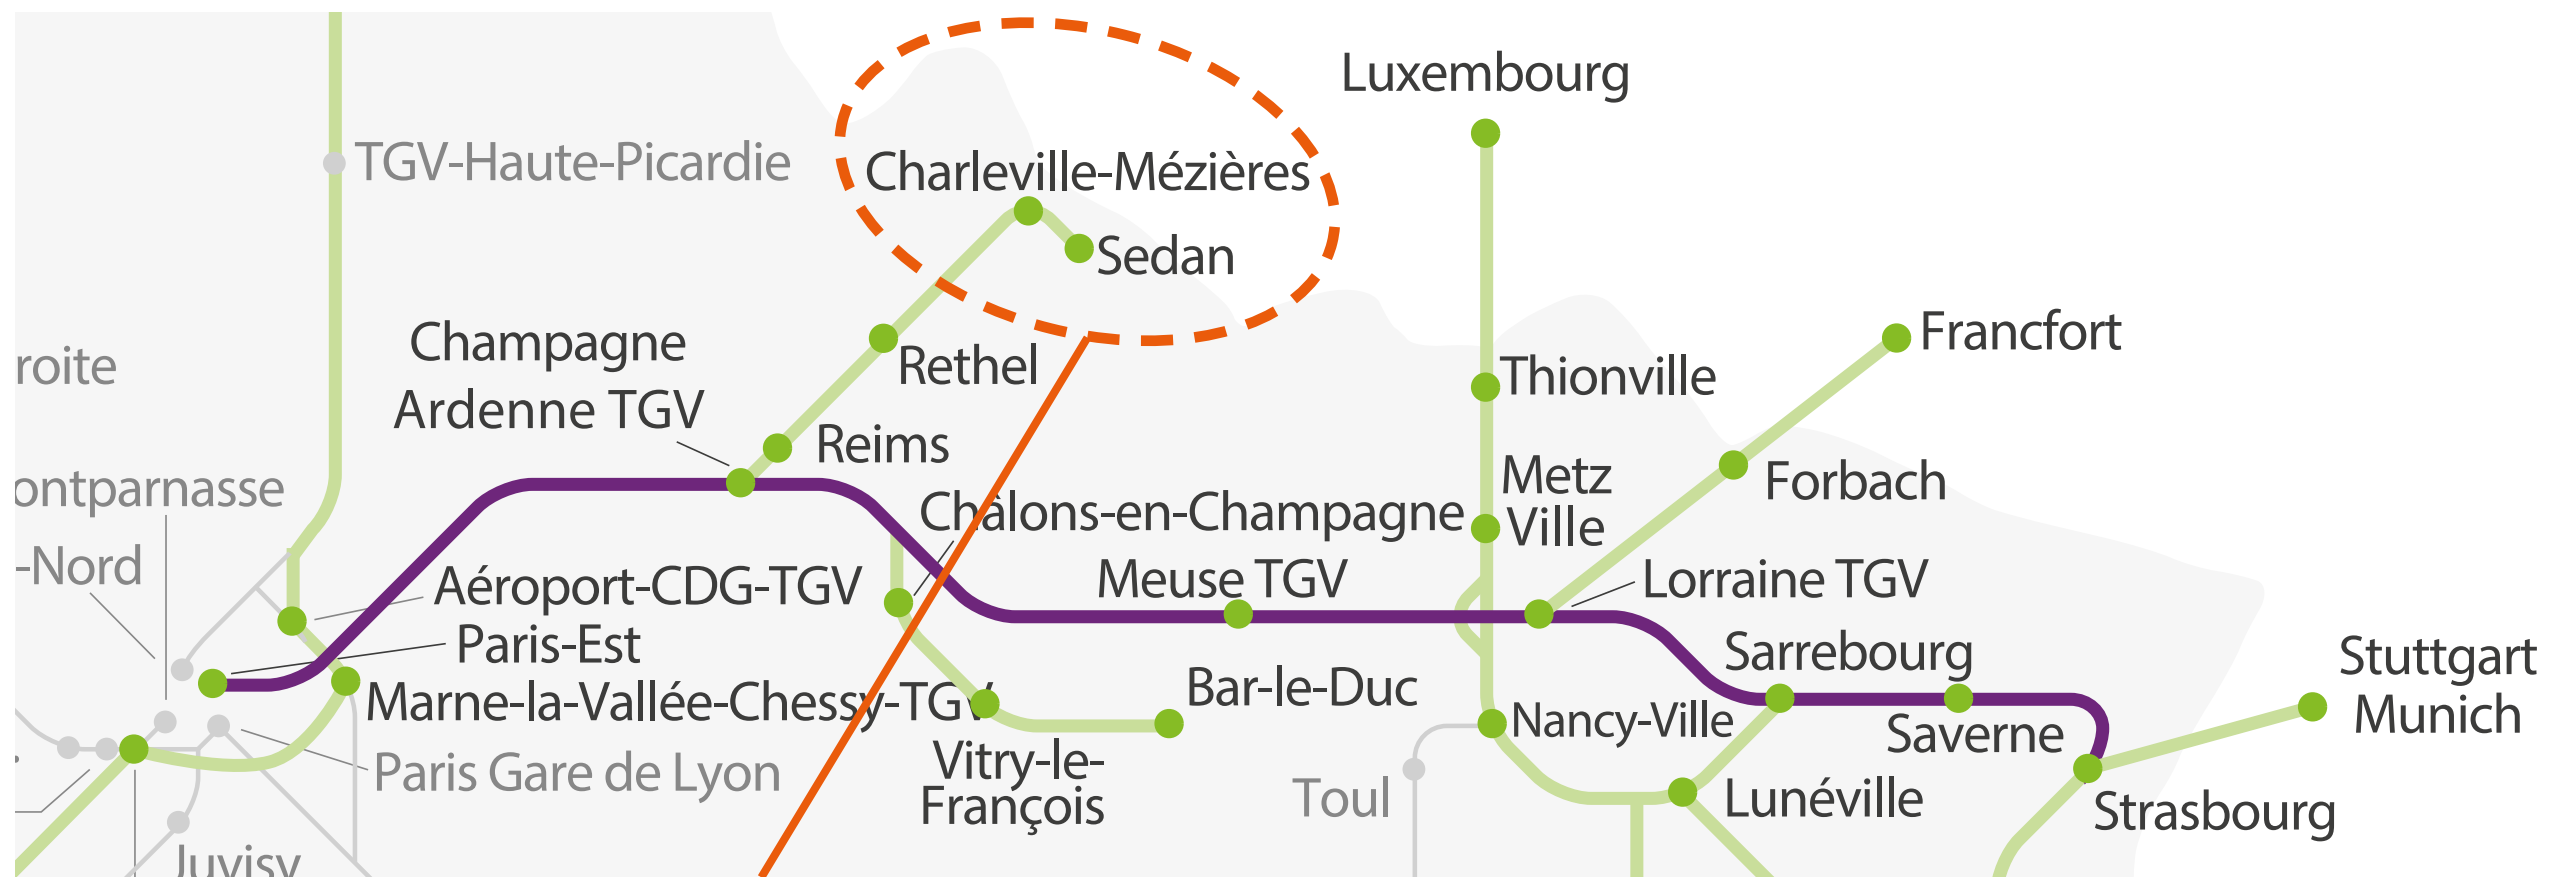 Luxembourg
TGV-Haute-Picardie
Charleville-Mézières
Sedan
Champagne
Ardenne TGV
Rethel
Francfort
roite
Thionville
Reims
Metz
Ville
Forbach
ontparnasse
Châlons-en-Champagne
-Nord
Aéroport-CDG-TGV
Meuse TGV
Lorraine TGV
Paris-Est
Sarrebourg
Stuttgart
Munich
Marne-la-Vallée-Chessy-TGV
Bar-le-Duc
Nancy-Ville
Saverne
Paris Gare de Lyon
Vitry-le-
François
Toul
Lunéville
Strasbourg
Juvisy